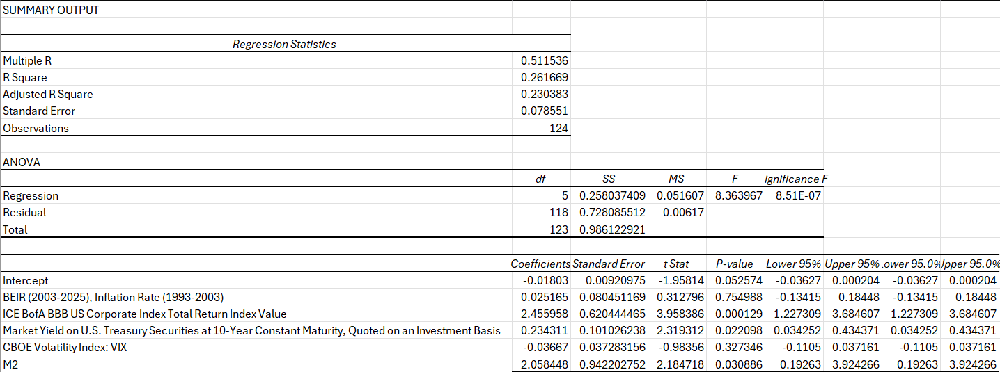 SUMMARY OUTPUT
Regression Statistics
Multiple R 0.511536
R Square 0.261669
Adjusted R Square 0.230383
Standard Error 0.078551
Observations 124
ANOVA
df SS MS F ignificance F
Regression 5 0.258037409 0.051607 8.363967 8.51E-07
Residual 118 0.728085512 0.00617
Total 123 0.986122921
Coefficients Standard Error t Stat P-value Lower 95% Upper 95% ower 95.0% pper 95.0%
Intercept -0.01803 0.00920975 -1.95814 0.052574 -0.03627 0.000204 -0.03627 0.000204
BEIR (2003-2025), Inflation Rate (1993-2003) 0.025165 0.080451169 0.312796 0.754988 -0.13415 0.18448 -0.13415 0.18448
ICE BofA BBB US Corporate Index Total Return Index Value 2.455958 0.620444465 3.958386 0.000129 1.227309 3.684607 1.227309 3.684607
Market Yield on U.S. Treasury Securities at 10-Year Constant Maturity, Quoted on an Investment Basis 0.234311 0.101026238 2.319312 0.022098 0.034252 0.434371 0.034252 0.434371
CBOE Volatility Index: VIX -0.03667 0.037283156 -0.98356 0.327346 -0.1105 0.037161 -0.1105 0.037161
M2 2.058448 0.942202752 2.184718 0.030886 0.19263 3.924266 0.19263 3.924266